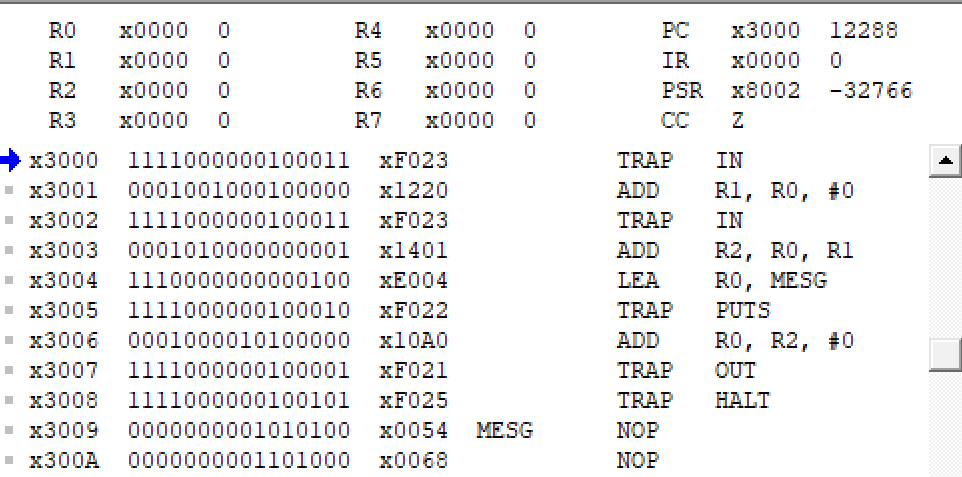 R0 x0000 0 R4 x0000 0 PC x3000 12288
R1 x0000 0 R5 x0000 0 IR x0000 0
R2 x0000 0 R6 x0000 0 PSR x8002 -32766
R3 x0000 0 R7 x0000 0 CC Z
x3000 1111000000100011 xF023 TRAP IN
x3001 0001001000100000 x1220 ADD R1, R0, #0
x3002 1111000000100011 xF023 TRAP IN
x3003 0001010000000001 x1401 ADD R2, R0, R1
x3004 1110000000000100 xE004 LEA R0, MESG
x3005 1111000000100010 xF022 TRAP PUTS
x3006 0001000010100000 x10A0 ADD R0, R2, #0
x3007 1111000000100001 xF021 TRAP OUT
x3008 1111000000100101 xF025 TRAP HALT
x3009 0000000001010100 x0054 MESG NOP
x300A 0000000001101000 x0068 NOP